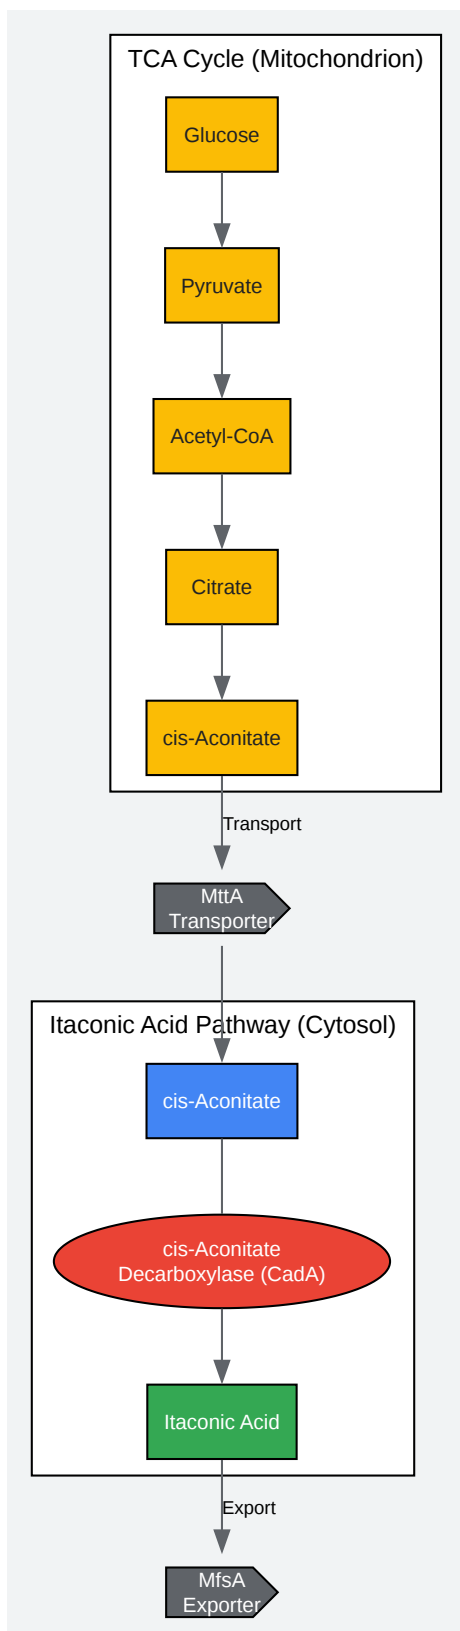 TCA Cycle (Mitochondrion)
Glucose
Pyruvate
Acetyl-CoA
Citrate
cis-Aconitate
Transport
MttA
Transporter
Itaconic Acid Pathway (Cytosol)
cis-Aconitate
cis-Aconitate
Decarboxylase (CadA)
Itaconic Acid
Export
MfsA
Exporter